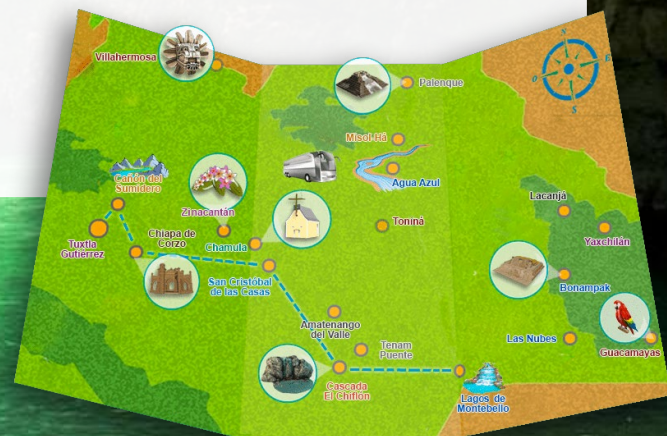 Villahermosa
Palenque
N
E
O
S
Misol-Há
Cañón del
Sumidero
Agua Azul
Zinacantán
Lacanjá
Toniná
Tuxtla
Gutierrez
Chiapa de
Corzo
Chamula
Yaxchilán
San Cristóbal
de las Casas
Bonampak
Amatenango
del Valle
Tenam
Puente
Las Nubes
Guacamayas
Cascada
El Chiflón
Lagos de
Montebello